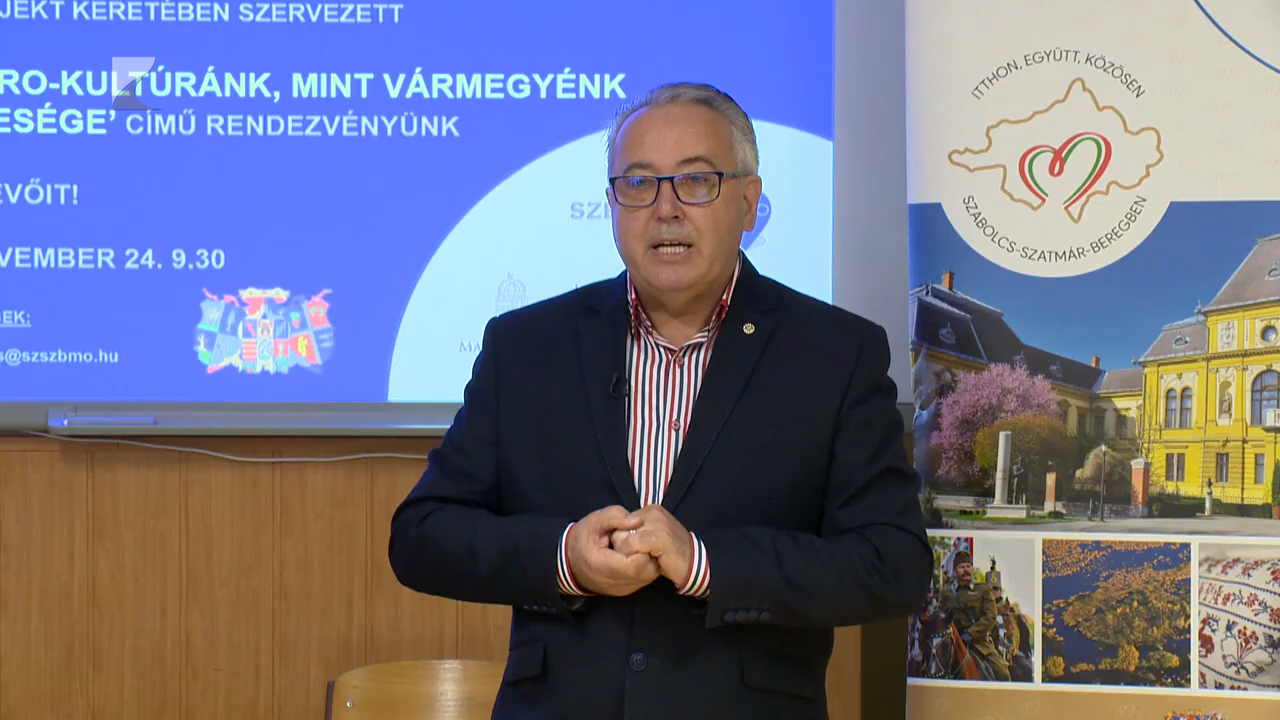 JEKT KERETÉBEN SZERVEZETT
RO-KULTÚRÁNK, MINT VÁRMEGYÉNK
ESÉGE’ CÍMŰ RENDEZVÉNYÜNK
EVŐIT!
VEMBER 24. 9.30
GEK:
s@szszbmo.hu
ITTHON, EGYÜTT, KÖZÖSEN
SZABOLCS-SZATMÁR-BEREGBEN